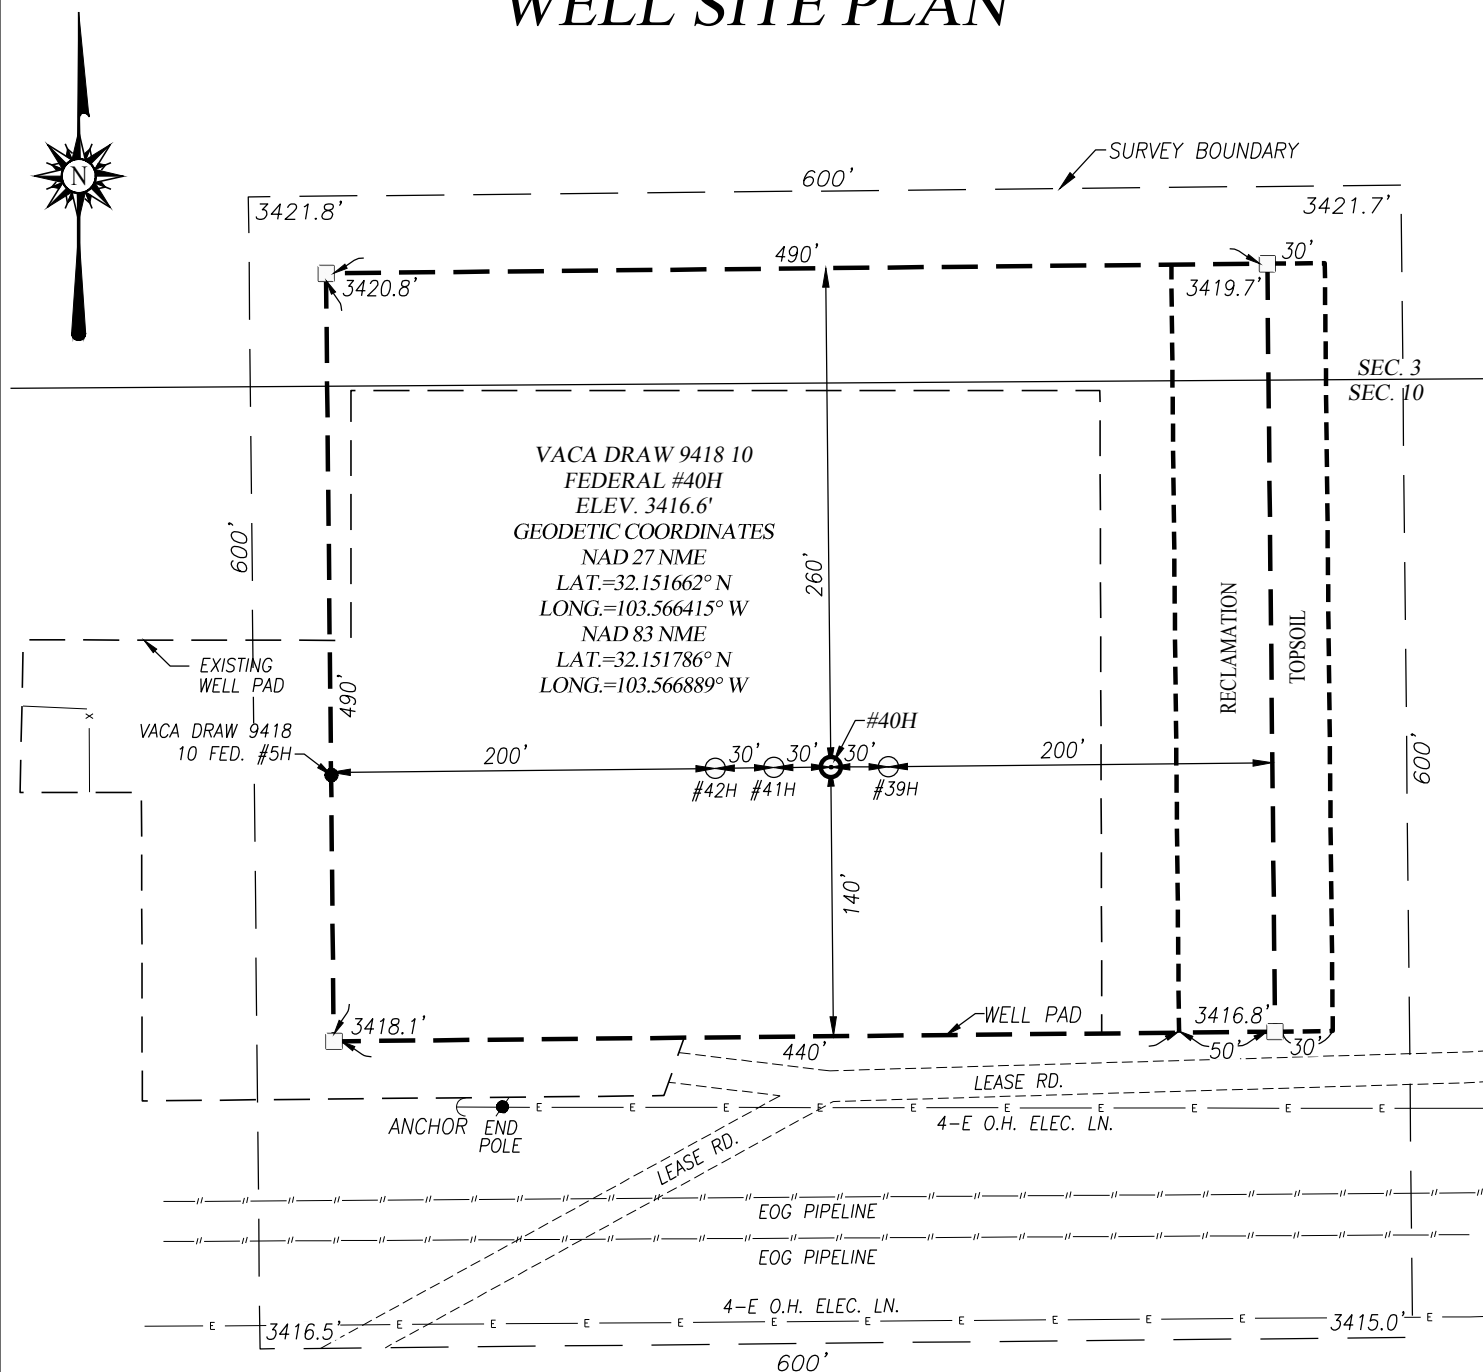 WELL SITE PLAN
N
SURVEY BOUNDARY
600'
3421.8'
3421.7'
490'
30'
3420.8'
3419.7'
SEC. 3
SEC. 10
VACA DRAW 9418 10
FEDERAL #40H
ELEV. 3416.6'
GEODETIC COORDINATES
NAD 27 NME
LAT.=32.151662° N
LONG.=103.566415° W
NAD 83 NME
LAT.=32.151786° N
LONG.=103.566889° W
600'
260'
RECLAMATION
TOPSOIL
EXISTING
WELL PAD
490'
X
VACA DRAW 9418
10 FED. #5H
#40H
200'
30'
30'
30'
200'
600'
#42H
#41H
#39H
140'
3418.1'
WELL PAD
3416.8'
440'
50'
30'
LEASE RD.
E E E E E E E E E E
ANCHOR
END
POLE
4-E O.H. ELEC. LN.
LEASE RD.
EOG PIPELINE
EOG PIPELINE
4-E O.H. ELEC. LN.
E E E E E E E E E E E E E
3416.5'
3415.0'
600'